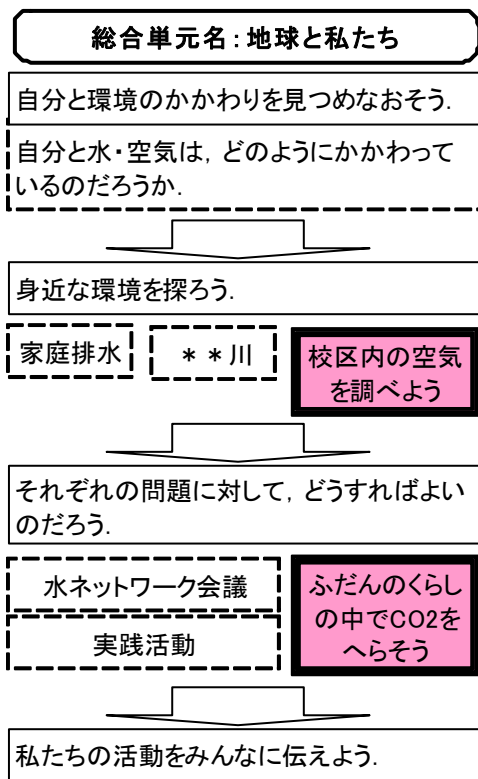 総合単元名：地球と私たち
自分と環境のかかわりを見つめなおそう．
自分と水・空気は，どのようにかかわって
いるのだろうか．
身近な環境を探ろう．
家庭排水
＊＊川
校区内の空気
を調べよう
それぞれの問題に対して，どうすればよい
のだろう．
水ネットワーク会議
実践活動
ふだんのくらし
の中でCO2を
へらそう
私たちの活動をみんなに伝えよう．